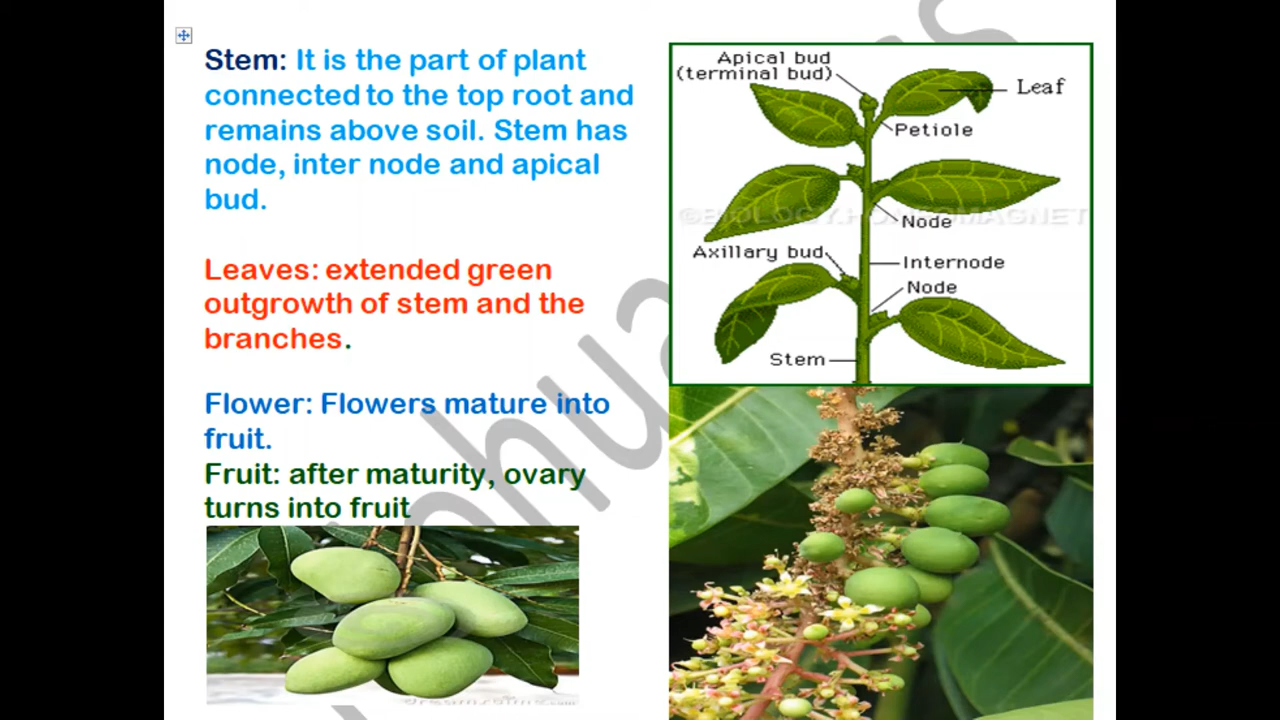 Stem: It is the part of plant
connected to the top root and
remains above soil. Stem has
node, inter node and apical
bud.
Leaves: extended green
outgrowth of stem and the
branches.
Flower: Flowers mature into
fruit.
Fruit: after maturity, ovary
turns into fruit
Apical bud
(terminal bud)
Leaf
Petiole
Node
Axillary bud
Internode
Node
Stem